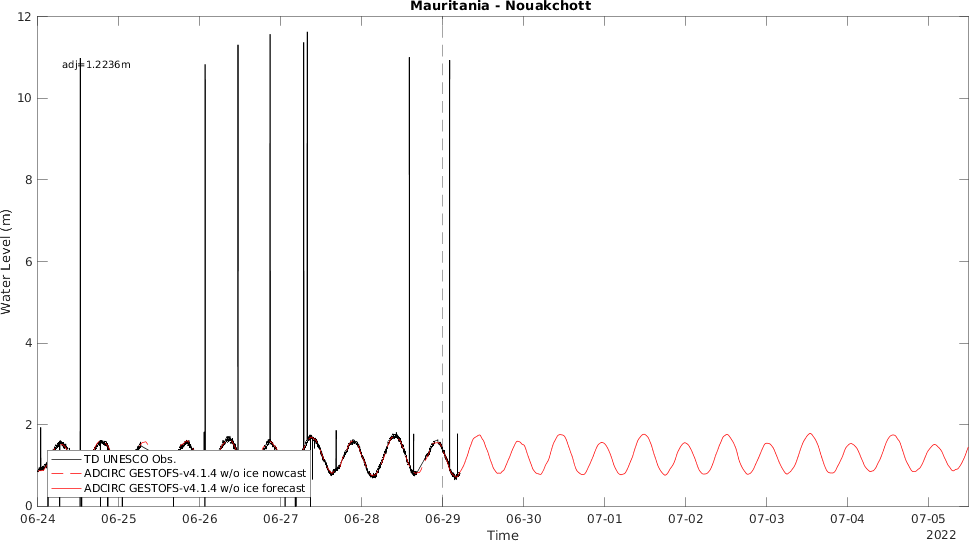 Mauritania - Nouakchott
12
10
8
6
4
2
0
Water Level (m)
adj=1.2236m
TD UNESCO Obs.
ADCIRC GESTOFS-v4.1.4 w/o ice nowcast
ADCIRC GESTOFS-v4.1.4 w/o ice forecast
06-24 06-25 06-26 06-27 06-28 06-29 06-30 07-01 07-02 07-03 07-04 07-05
Time
2022